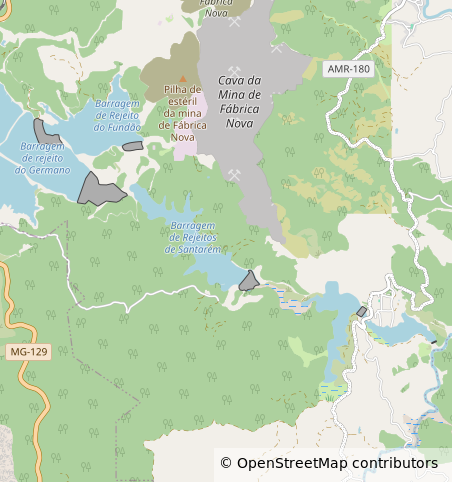 Fábrica
Nova
Cava da
Mina de
Fábrica
Nova
AMR-180
Pilha de
estéril
da mina
de Fábrica
Nova
Barragem
de Rejeito
do Fundão
Barragem
de rejeito
do Germano
Barragem
de Rejeitos
de Santarém
MG-129
© OpenStreetMap contributors